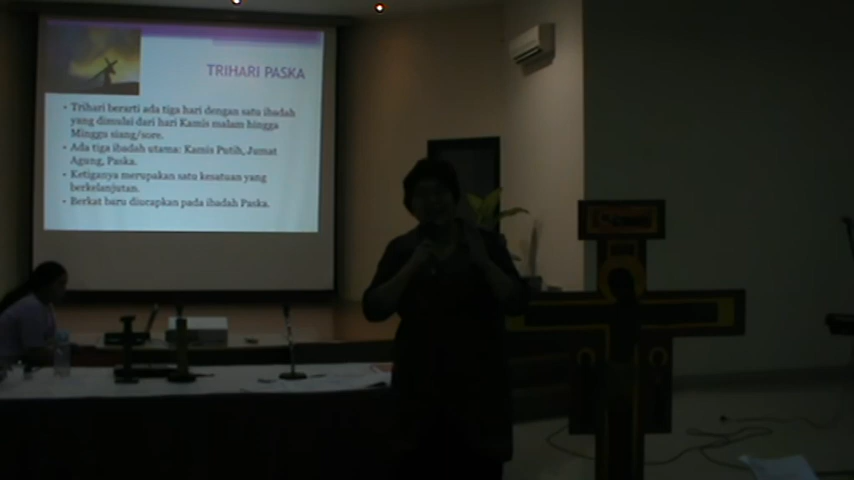 TRIHARI PASKA
• Trihari berarti ada tiga hari dengan satu ibadah
yang dimulai dari hari Kamis malam hingga
Minggu siang/sore.
• Ada tiga ibadah utama: Kamis Putih, Jumat
Agung, Paska.
• Ketiganya merupakan satu kesatuan yang
berkelanjutan.
• Berkat baru diucapkan pada ibadah Paska.